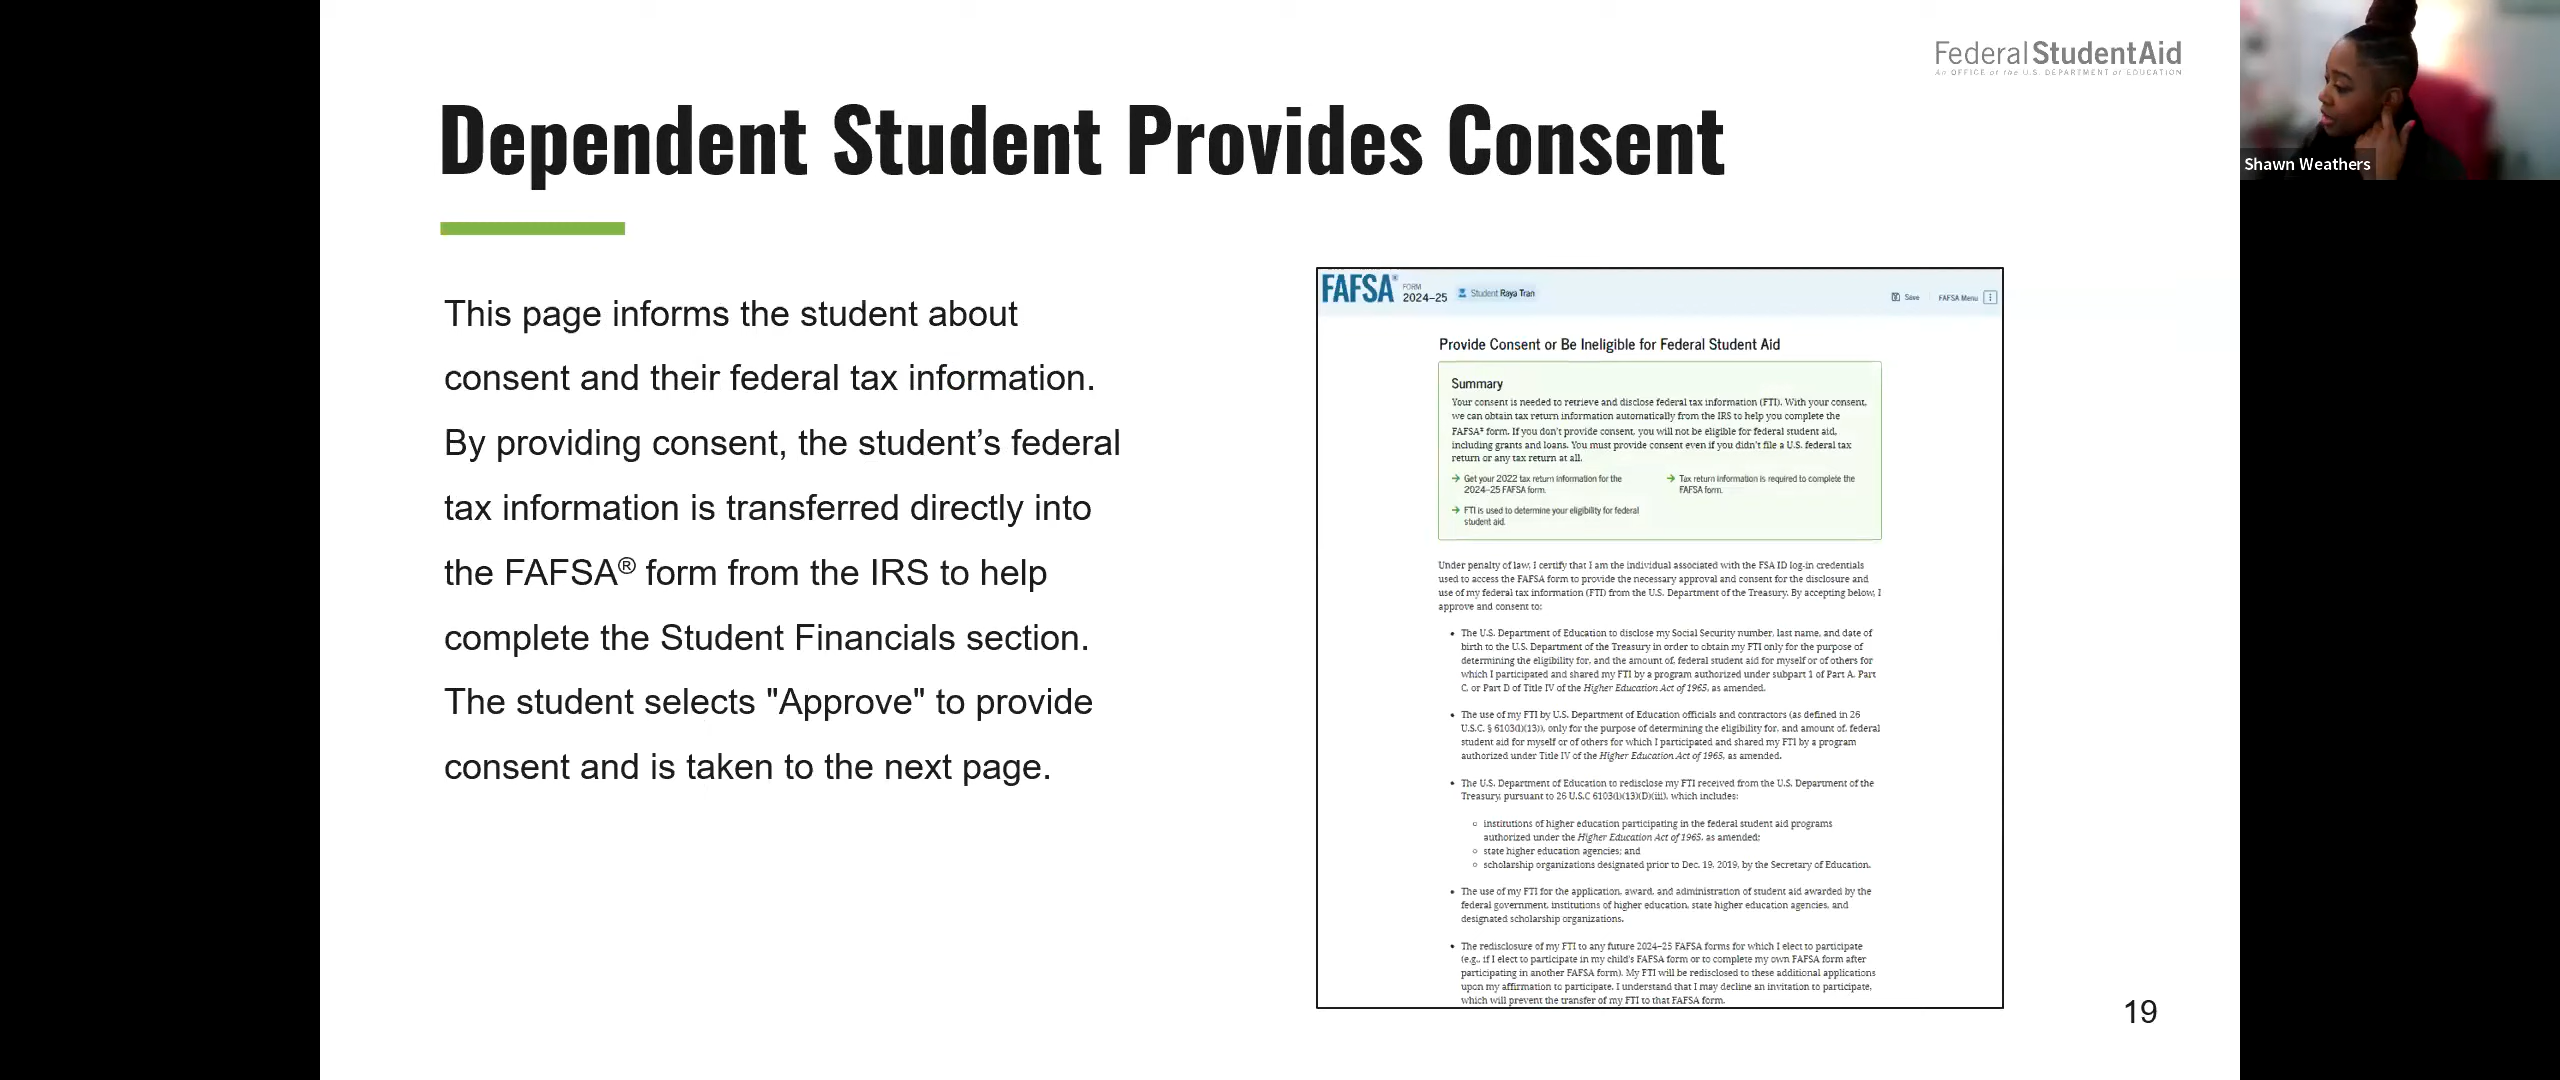 Federal StudentAid
An OFFICE of the U.S. DEPARTMENT of EDUCATION
Shawn Weathers
Dependent Student Provides Consent
This page informs the student about
consent and their federal tax information.
By providing consent, the student’s federal
tax information is transferred directly into
the FAFSA® form from the IRS to help
complete the Student Financials section.
The student selects "Approve" to provide
consent and is taken to the next page.
FAFSA®
FORM
2024–25
Student Raya Tran
Save
FAFSA Menu
Provide Consent or Be Ineligible for Federal Student Aid
Summary
Your consent is needed to retrieve and disclose federal tax information (FTI). With your consent,
we can obtain tax return information automatically from the IRS to help you complete the
FAFSA® form. If you don't provide consent, you will not be eligible for federal student aid,
including grants and loans. You must provide consent even if you didn't file a U.S. federal tax
return or any tax return at all.
→ Get your 2022 tax return information for the
2024–25 FAFSA form.
→ Tax return information is required to complete the
FAFSA form.
→ FTI is used to determine your eligibility for federal
student aid.
Under penalty of law, I certify that I am the individual associated with the FSA ID log-in credentials
used to access the FAFSA form to provide the necessary approval and consent for the disclosure and
use of my federal tax information (FTI) from the U.S. Department of the Treasury. By accepting below, I
approve and consent to:
• The U.S. Department of Education to disclose my Social Security number, last name, and date of
birth to the U.S. Department of the Treasury in order to obtain my FTI only for the purpose of
determining the eligibility for, and the amount of, federal student aid for myself or of others for
which I participated and shared my FTI by a program authorized under subpart 1 of Part A, Part
C, or Part D of Title IV of the Higher Education Act of 1965, as amended.
• The use of my FTI by U.S. Department of Education officials and contractors (as defined in 26
U.S.C. § 6103(l)(13)), only for the purpose of determining the eligibility for, and amount of, federal
student aid for myself or of others for which I participated and shared my FTI by a program
authorized under Title IV of the Higher Education Act of 1965, as amended.
• The U.S. Department of Education to redisclose my FTI received from the U.S. Department of the
Treasury, pursuant to 26 U.S.C 6103(l)(13)(D)(iii), which includes:
○ institutions of higher education participating in the federal student aid programs
authorized under the Higher Education Act of 1965, as amended;
○ state higher education agencies; and
○ scholarship organizations designated prior to Dec. 19, 2019, by the Secretary of Education.
• The use of my FTI for the application, award, and administration of student aid awarded by the
federal government, institutions of higher education, state higher education agencies, and
designated scholarship organizations.
• The redisclosure of my FTI to any future 2024–25 FAFSA forms for which I elect to participate
(e.g., if I elect to participate in my child's FAFSA form or to complete my own FAFSA form after
participating in another FAFSA form). My FTI will be redisclosed to these additional applications
upon my affirmation to participate. I understand that I may decline an invitation to participate,
which will prevent the transfer of my FTI to that FAFSA form.
19